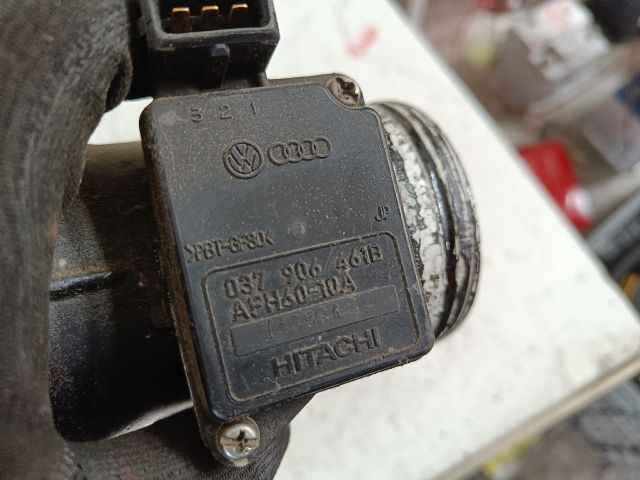 3 2 1
JP
>PBT-GF30<
037 906 461B
AFH60-10A
HITACHI